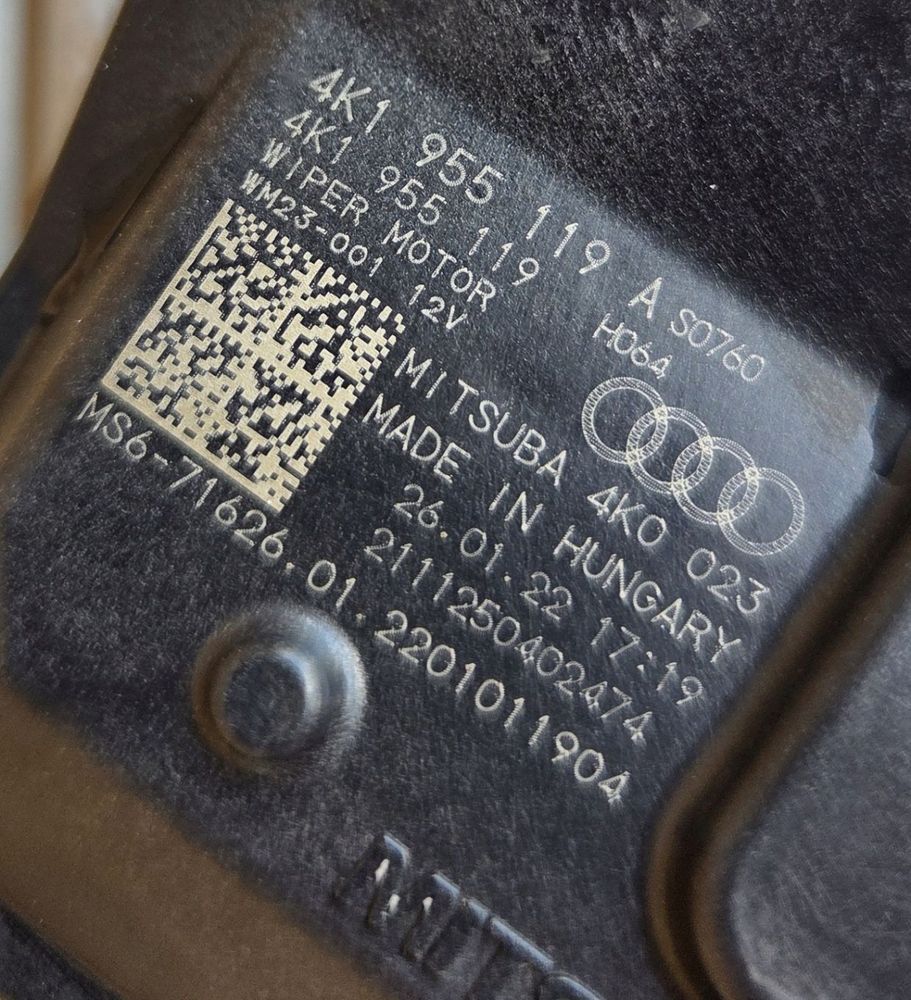 4K1 955 119 A S0760
4K1 955 119 H064
WIPER MOTOR
WM23-001 12V
MITSUBA 4K0 023
MADE IN HUNGARY
26.01.22 17:19
2111250402474
MS6-71626.01.2201011904